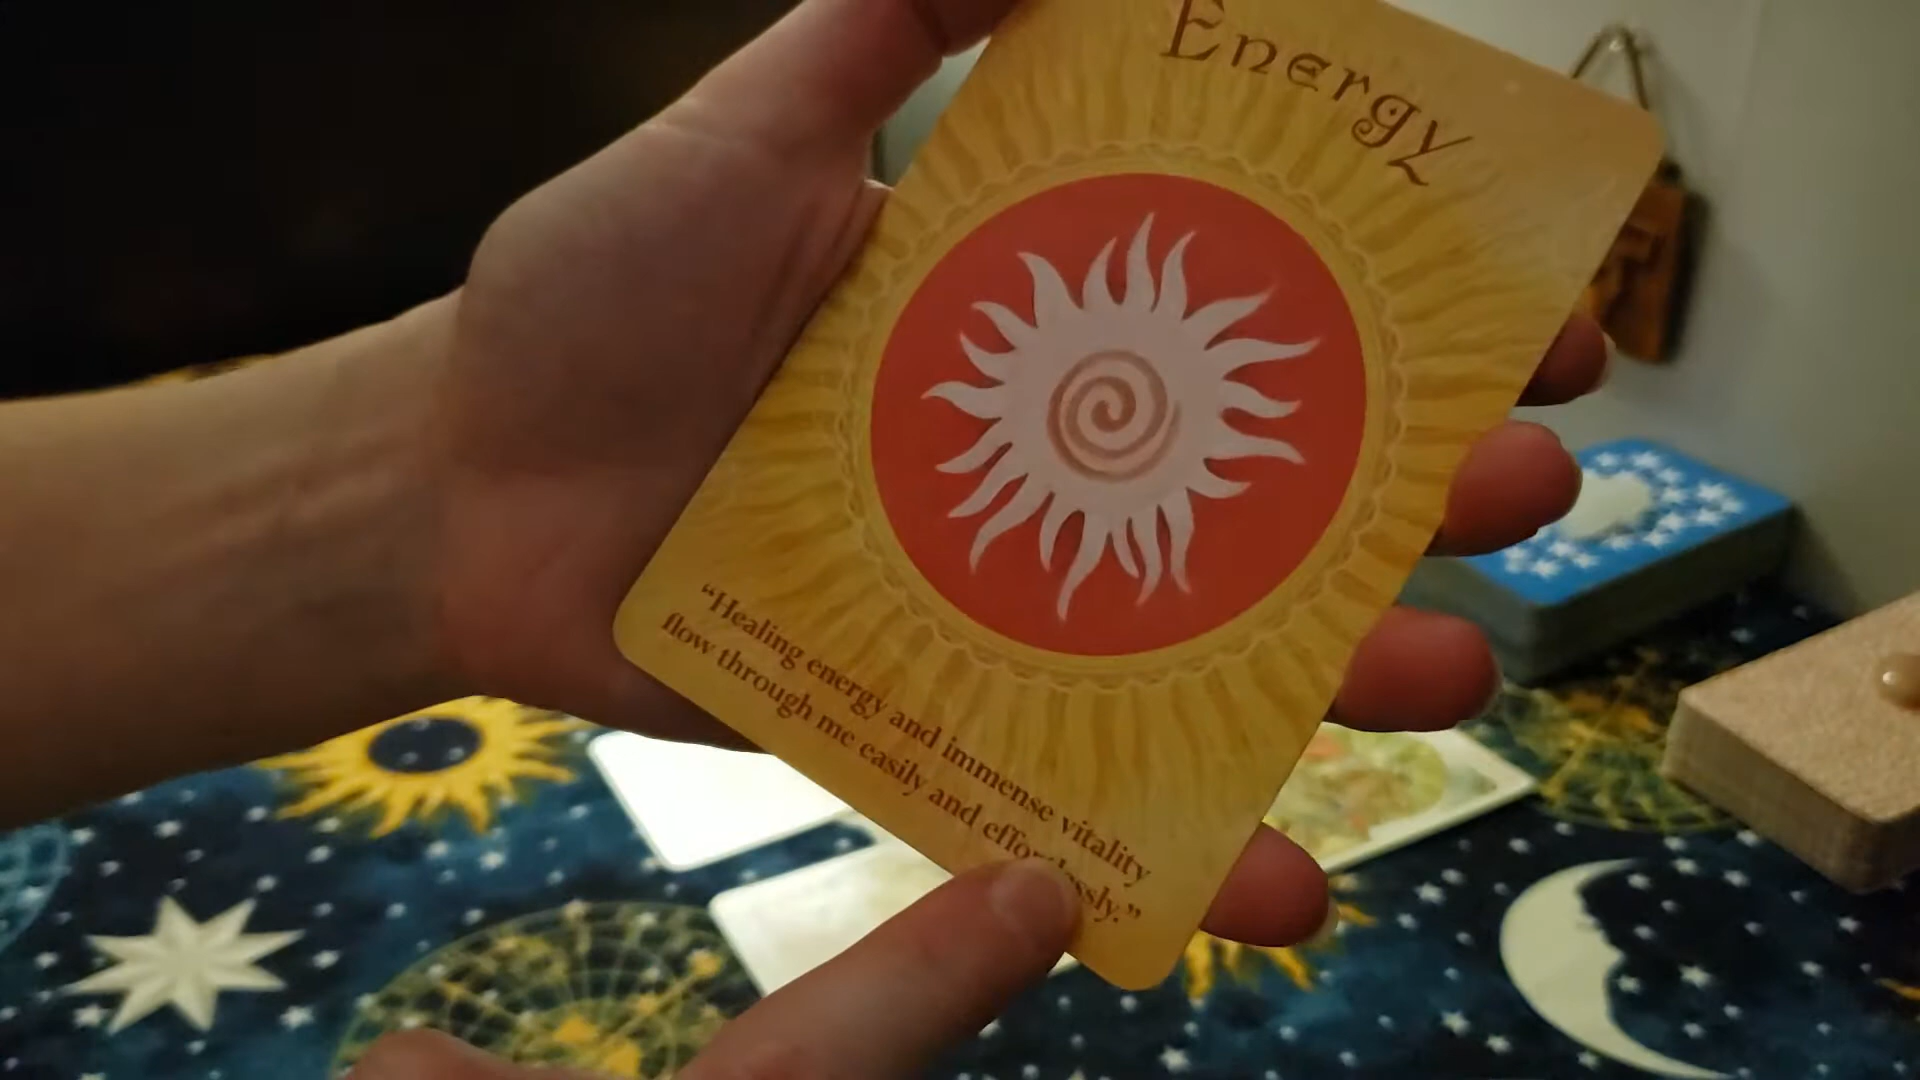 Energy
“Healing energy and immense vitality
flow through me easily and effortlessly.”